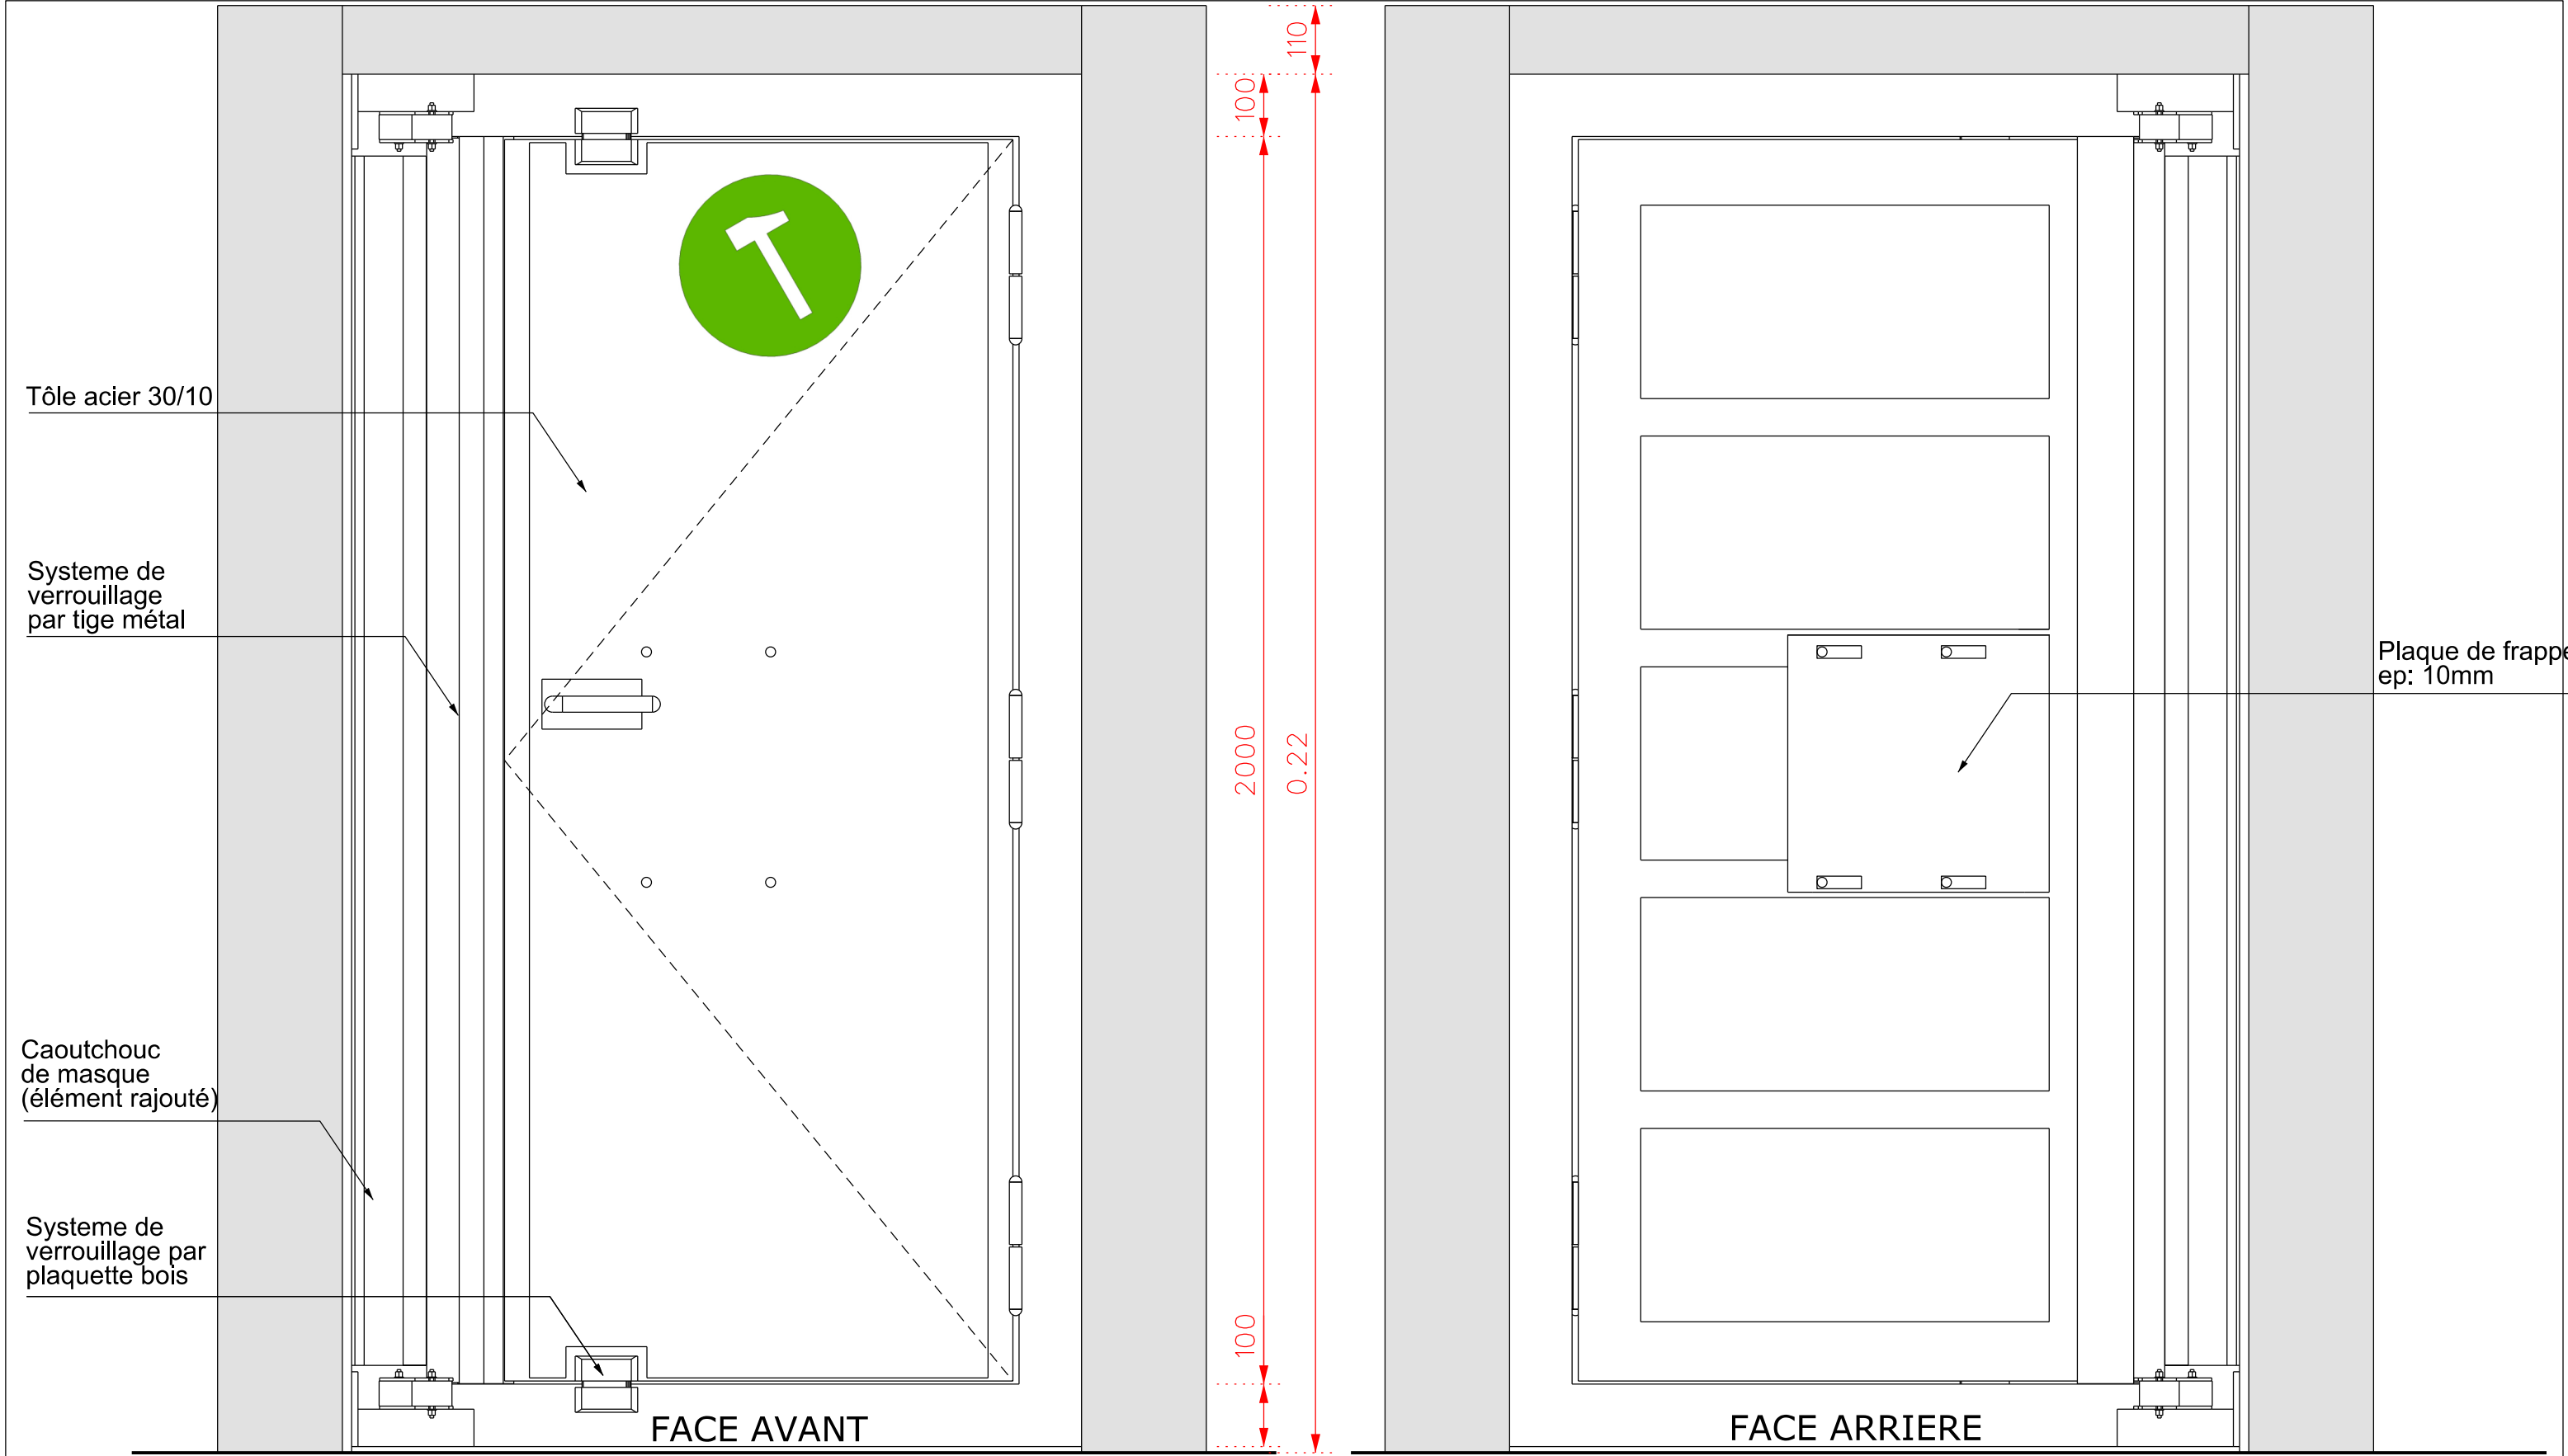 110
100
Tôle acier 30/10
Systeme de
verrouillage
par tige métal
Plaque de frappe
ep: 10mm
2000
0.22
Caoutchouc
de masque
(élément rajouté)
Systeme de
verrouillage par
plaquette bois
100
FACE AVANT
FACE ARRIERE